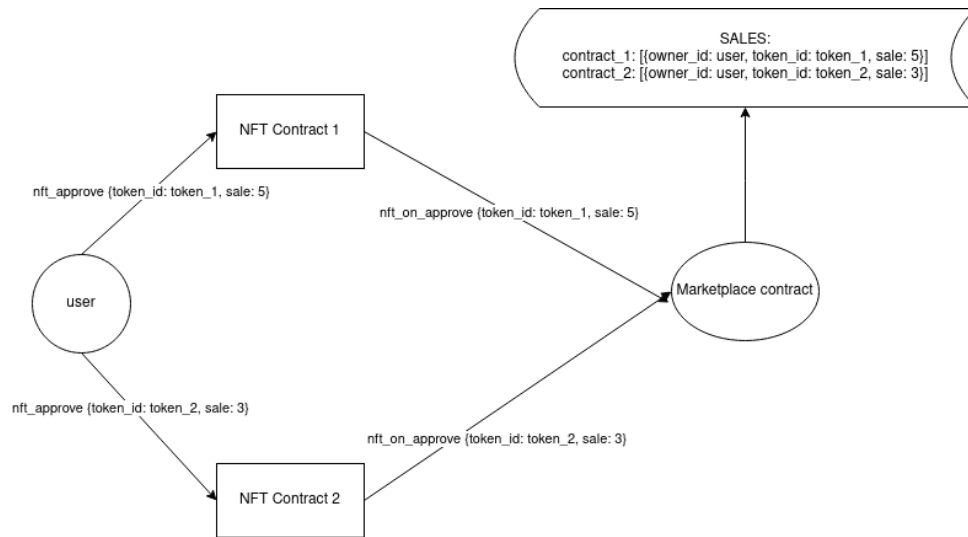 SALES:
contract_1: [{owner_id: user, token_id: token_1, sale: 5}]
contract_2: [{owner_id: user, token_id: token_2, sale: 3}]
NFT Contract 1
nft_approve {token_id: token_1, sale: 5}
nft_on_approve {token_id: token_1, sale: 5}
user
Marketplace contract
nft_approve {token_id: token_2, sale: 3}
nft_on_approve {token_id: token_2, sale: 3}
NFT Contract 2